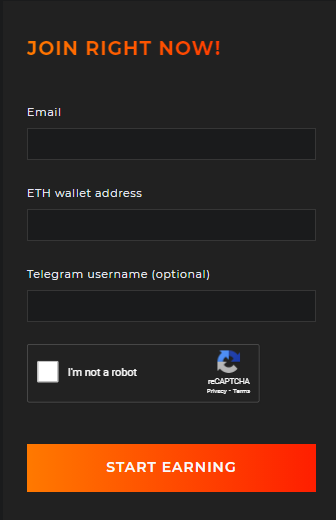 JOIN RIGHT NOW!
Email
ETH wallet address
Telegram username (optional)
I'm not a robot
reCAPTCHA
Privacy - Terms
START EARNING